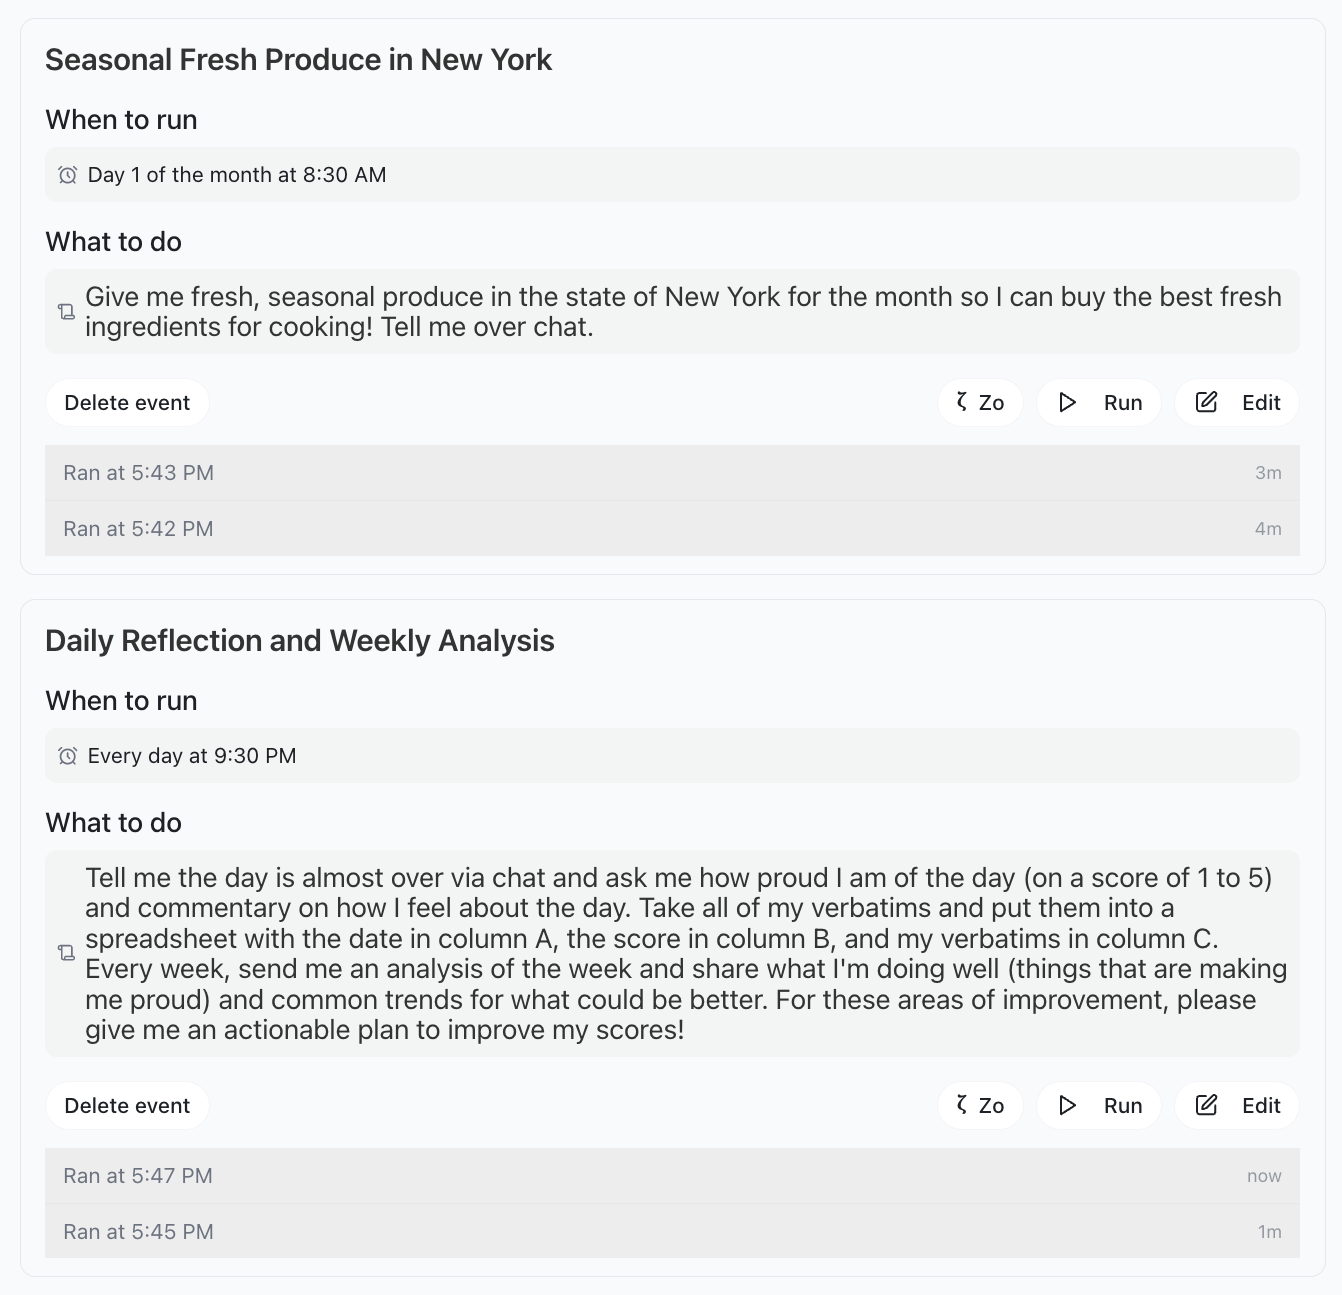 Seasonal Fresh Produce in New York
When to run
Day 1 of the month at 8:30 AM
What to do
Give me fresh, seasonal produce in the state of New York for the month so I can buy the best fresh
ingredients for cooking! Tell me over chat.
Delete event
Zo
Run
Edit
Ran at 5:43 PM
3m
Ran at 5:42 PM
4m
Daily Reflection and Weekly Analysis
When to run
Every day at 9:30 PM
What to do
Tell me the day is almost over via chat and ask me how proud I am of the day (on a score of 1 to 5)
and commentary on how I feel about the day. Take all of my verbatims and put them into a
spreadsheet with the date in column A, the score in column B, and my verbatims in column C.
Every week, send me an analysis of the week and share what I'm doing well (things that are making
me proud) and common trends for what could be better. For these areas of improvement, please
give me an actionable plan to improve my scores!
Delete event
Zo
Run
Edit
Ran at 5:47 PM
now
Ran at 5:45 PM
1m